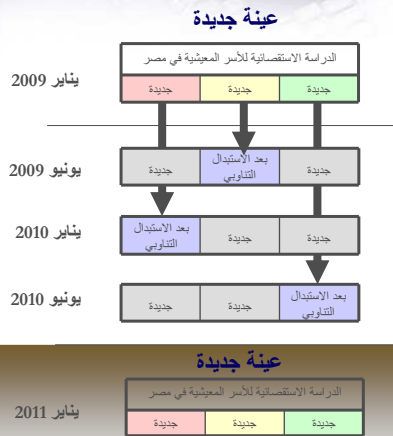 عينة جديدة
الدراسة الاستقصائية للأسر المعيشية في مصر
يناير 2009
جديدة
جديدة
جديدة
يونيو 2009
جديدة
بعد الاستبدال
التناوبي
جديدة
يناير 2010
جديدة
جديدة
بعد الاستبدال
التناوبي
يونيو 2010
بعد الاستبدال
التناوبي
جديدة
جديدة
عينة جديدة
الدراسة الاستقصائية للأسر المعيشية في مصر
يناير 2011
جديدة
جديدة
جديدة